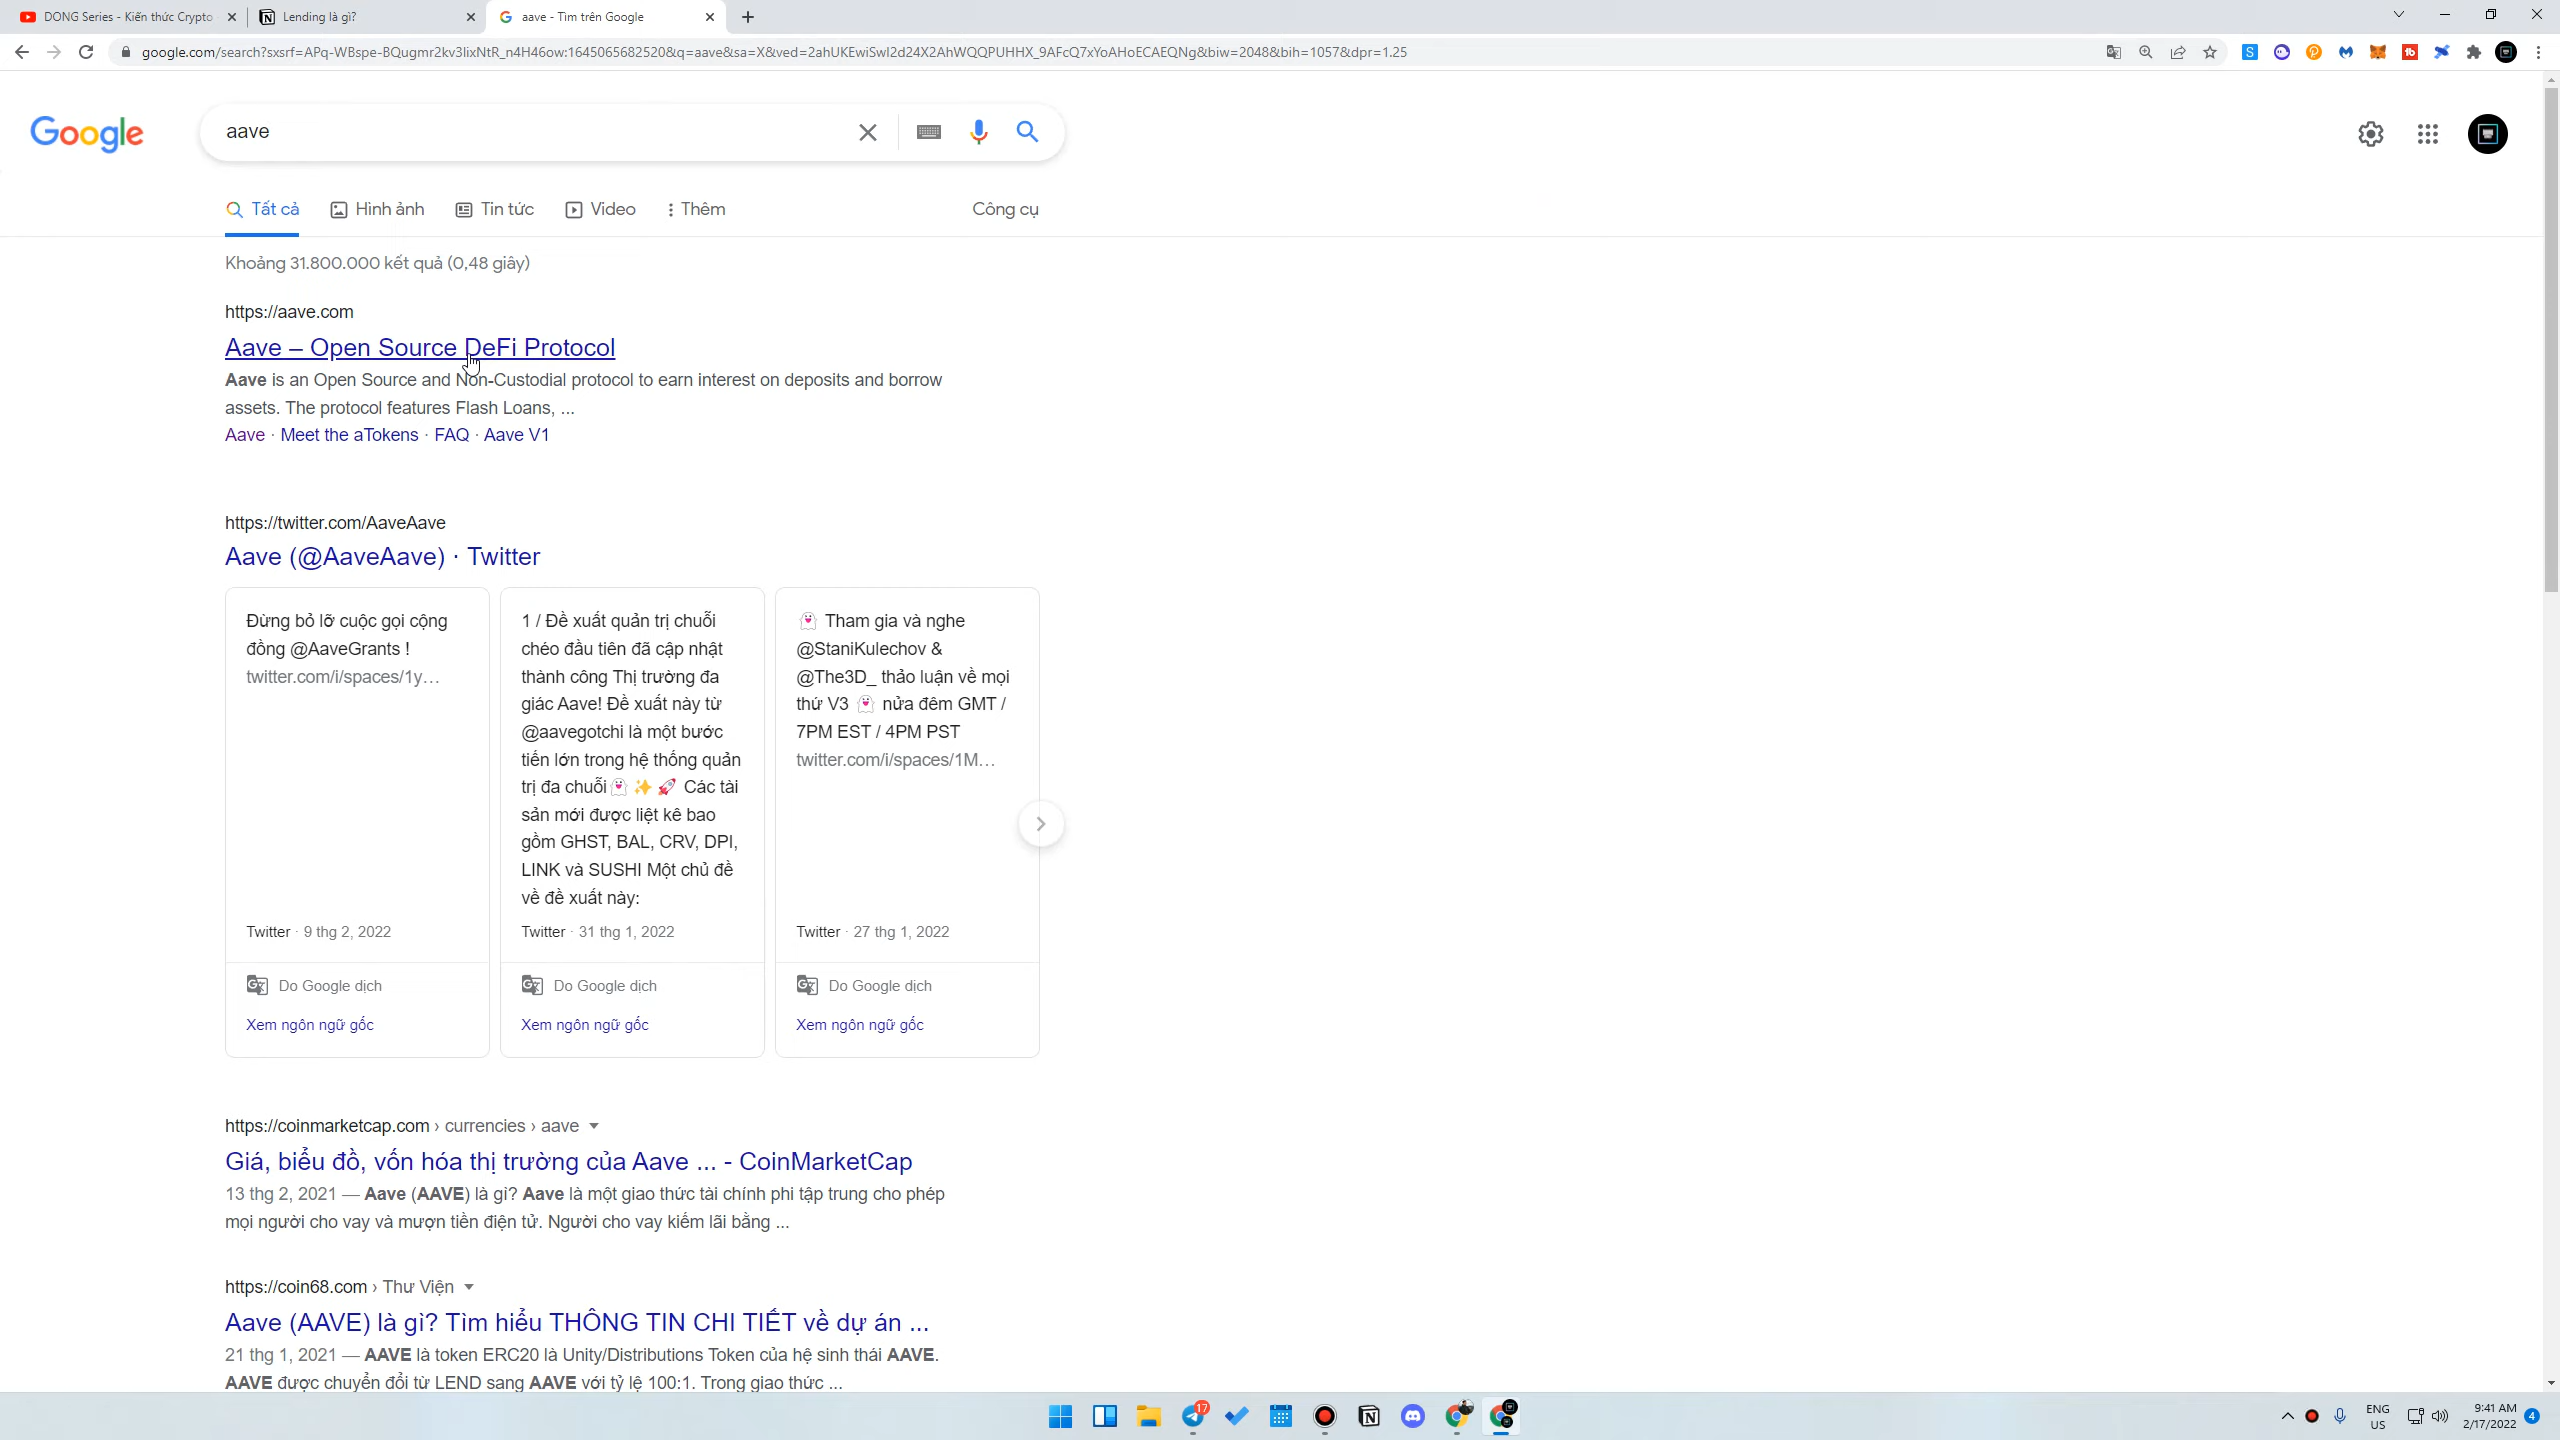 DONG Series - Kiến thức Crypto
Lending là gì?
aave - Tìm trên Google
google.com/search?sxsrf=APq-WBspe-BQugmr2kv3lixNtR_n4H46ow:1645065682520&q=aave&sa=X&ved=2ahUKEwiSwI2d24X2AhWQQPUHHX_9AFcQ7xYoAHoECAEQNg&biw=2048&bih=1057&dpr=1.25
Google
aave
Tất cả
Hình ảnh
Tin tức
Video
Thêm
Công cụ
Khoảng 31.800.000 kết quả (0,48 giây)
https://aave.com
Aave – Open Source DeFi Protocol
Aave is an Open Source and Non-Custodial protocol to earn interest on deposits and borrow
assets. The protocol features Flash Loans, ...
Aave · Meet the aTokens · FAQ · Aave V1
https://twitter.com/AaveAave
Aave (@AaveAave) · Twitter
Đừng bỏ lỡ cuộc gọi cộng
đồng @AaveGrants !
twitter.com/i/spaces/1y…
Twitter · 9 thg 2, 2022
Do Google dịch
Xem ngôn ngữ gốc
1 / Đề xuất quản trị chuỗi
chéo đầu tiên đã cập nhật
thành công Thị trường đa
giác Aave! Đề xuất này từ
@aavegotchi là một bước
tiến lớn trong hệ thống quản
trị đa chuỗi👻 ✨ 🚀 Các tài
sản mới được liệt kê bao
gồm GHST, BAL, CRV, DPI,
LINK và SUSHI Một chủ đề
về đề xuất này:
Twitter · 31 thg 1, 2022
Do Google dịch
Xem ngôn ngữ gốc
👻 Tham gia và nghe
@StaniKulechov &
@The3D_ thảo luận về mọi
thứ V3 👻 nửa đêm GMT /
7PM EST / 4PM PST
twitter.com/i/spaces/1M…
Twitter · 27 thg 1, 2022
Do Google dịch
Xem ngôn ngữ gốc
https://coinmarketcap.com › currencies › aave
Giá, biểu đồ, vốn hóa thị trường của Aave ... - CoinMarketCap
13 thg 2, 2021 — Aave (AAVE) là gì? Aave là một giao thức tài chính phi tập trung cho phép
mọi người cho vay và mượn tiền điện tử. Người cho vay kiếm lãi bằng ...
https://coin68.com › Thư Viện
Aave (AAVE) là gì? Tìm hiểu THÔNG TIN CHI TIẾT về dự án ...
21 thg 1, 2021 — AAVE là token ERC20 là Unity/Distributions Token của hệ sinh thái AAVE.
AAVE được chuyển đổi từ LEND sang AAVE với tỷ lệ 100:1. Trong giao thức ...
17
ENG
US
9:41 AM
2/17/2022
4